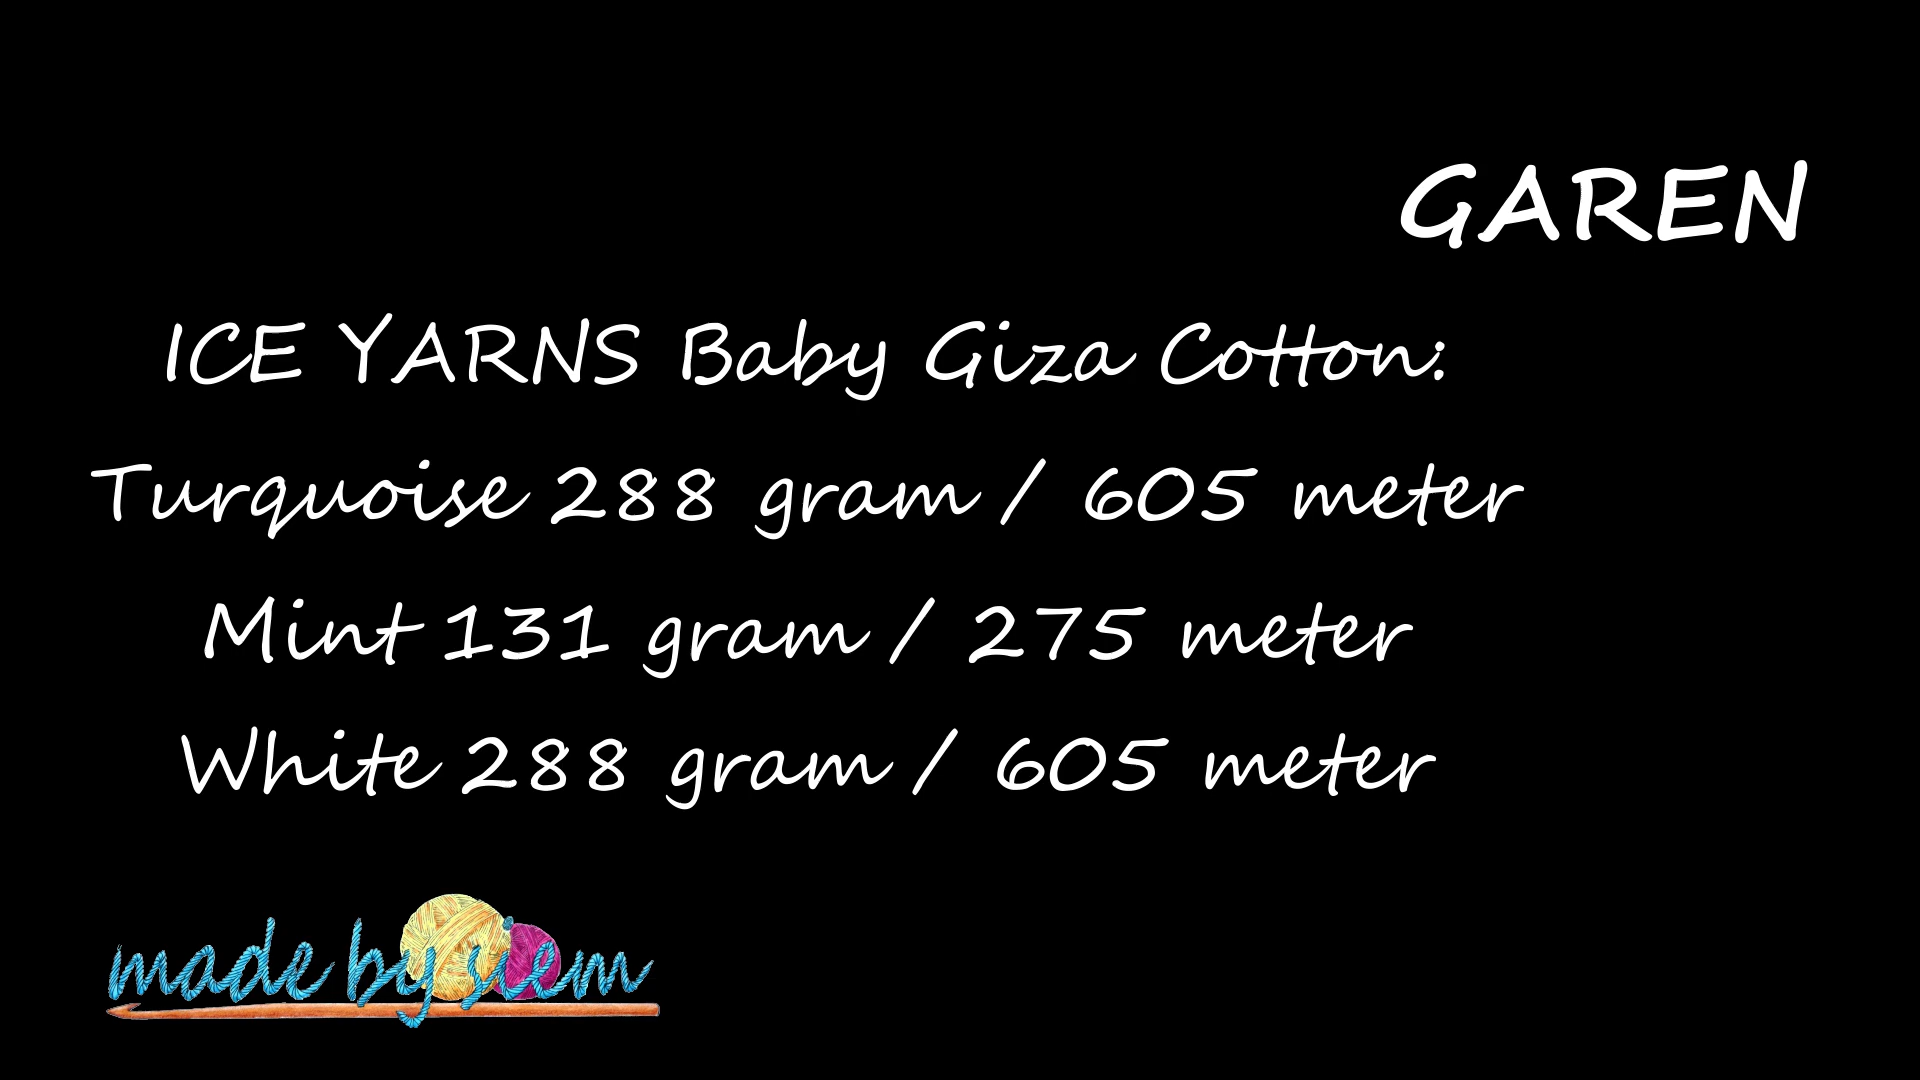 GAREN
ICE YARNS Baby Giza Cotton:
Turquoise 288 gram / 605 meter
Mint 131 gram / 275 meter
White 288 gram / 605 meter
made by siem